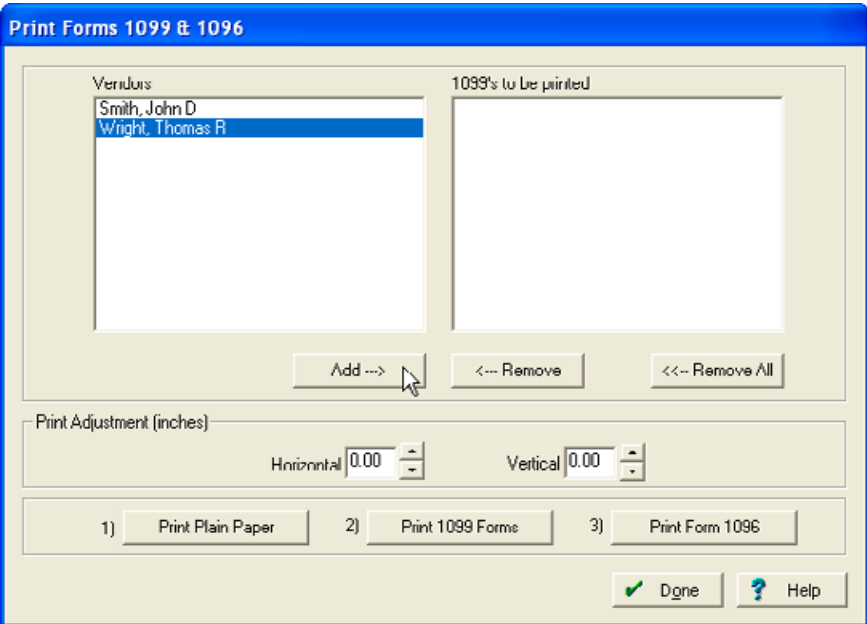 Print Forms 1099 & 1096
Vendors
1099's to be printed
Smith, John D
Wright, Thomas R
Add --->
<--- Remove
<<-- Remove All
Print Adjustment (inches)
Horizontal 0.00
Vertical 0.00
1) Print Plain Paper
2) Print 1099 Forms
3) Print Form 1096
Done
? Help